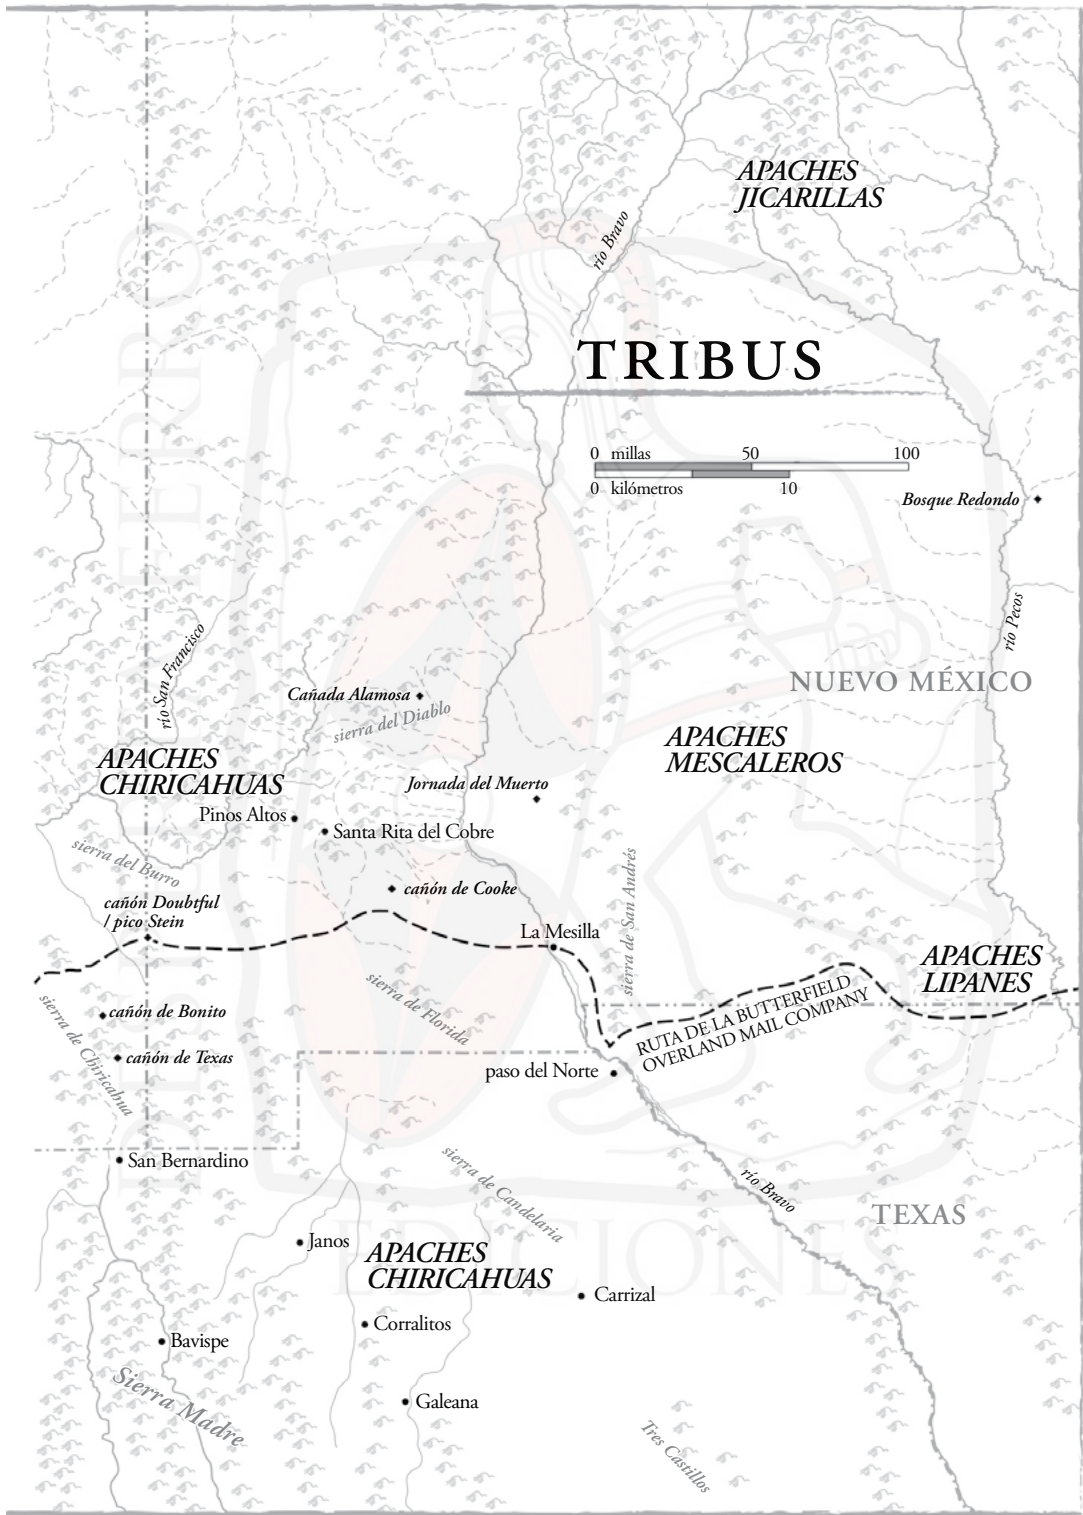 APACHES
JICARILLAS
río Bravo
TRIBUS
0 millas 50 100
0 kilómetros 10
Bosque Redondo
río Pecos
río San Francisco
NUEVO MÉXICO
Cañada Alamosa
sierra del Diablo
APACHES
MESCALEROS
APACHES
CHIRICAHUAS
Jornada del Muerto
Pinos Altos
Santa Rita del Cobre
sierra del Burro
cañón de Cooke
sierra de San Andrés
cañón Doubtful
/ pico Stein
La Mesilla
APACHES
LIPANES
sierra de Florida
RUTA DE LA BUTTERFIELD
OVERLAND MAIL COMPANY
sierra de Chiricahua
cañón de Bonito
cañón de Texas
paso del Norte
San Bernardino
sierra de Candelaria
río Bravo
TEXAS
Janos
APACHES
CHIRICAHUAS
Carrizal
Corralitos
Bavispe
Sierra Madre
Galeana
Tres Castillos
DESPERTA FERRO
EDICIONES